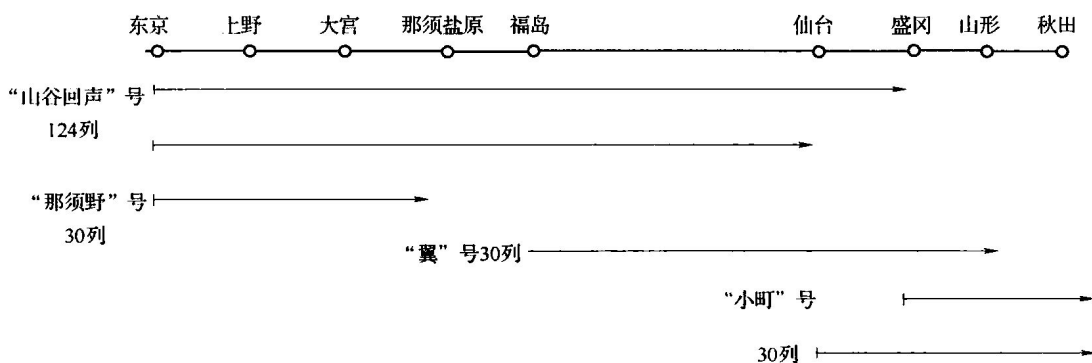 东京 上野 大宫 那须盐原 福岛 仙台 盛冈 山形 秋田
“山谷回声”号
124列
“那须野”号
30列
“翼”号30列
“小町”号
30列